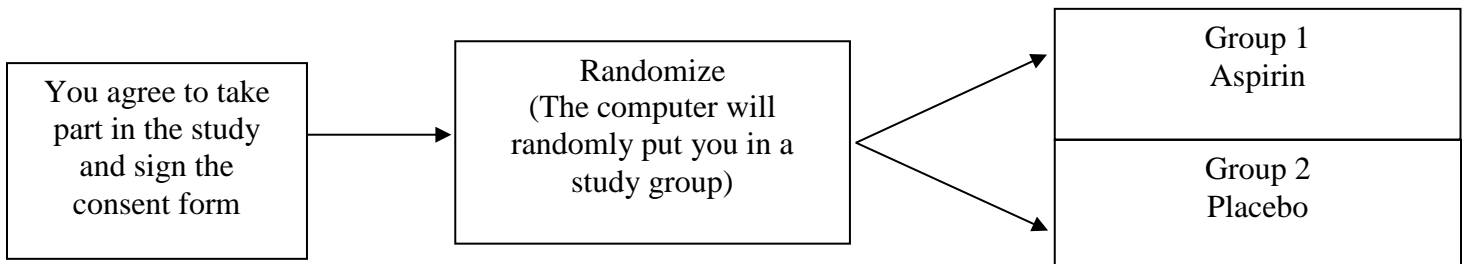 You agree to take
part in the study
and sign the
consent form
Randomize
(The computer will
randomly put you in a
study group)
Group 1
Aspirin
Group 2
Placebo